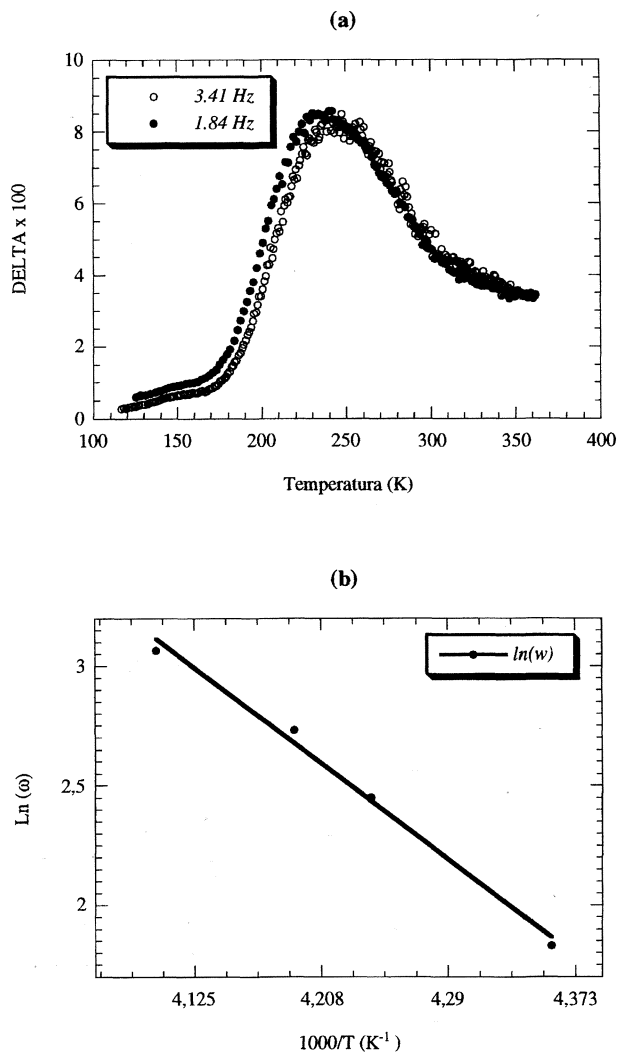 (a)
DELTA x 100
10
8
6
4
2
0
3.41 Hz
1.84 Hz
100 150 200 250 300 350 400
Temperatura (K)
(b)
Ln (ω)
3
2,5
2
ln(w)
4,125 4,208 4,29 4,373
1000/T (K⁻¹ )